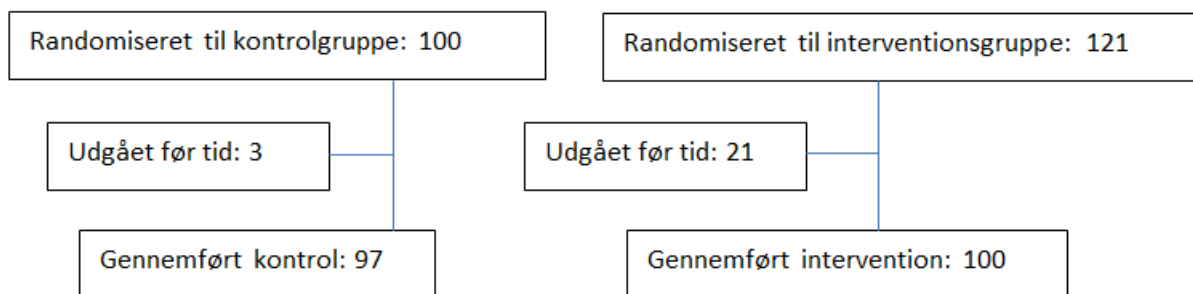 Randomiseret til kontrolgruppe: 100
Randomiseret til interventionsgruppe: 121
Udgået før tid: 3
Udgået før tid: 21
Gennemført kontrol: 97
Gennemført intervention: 100